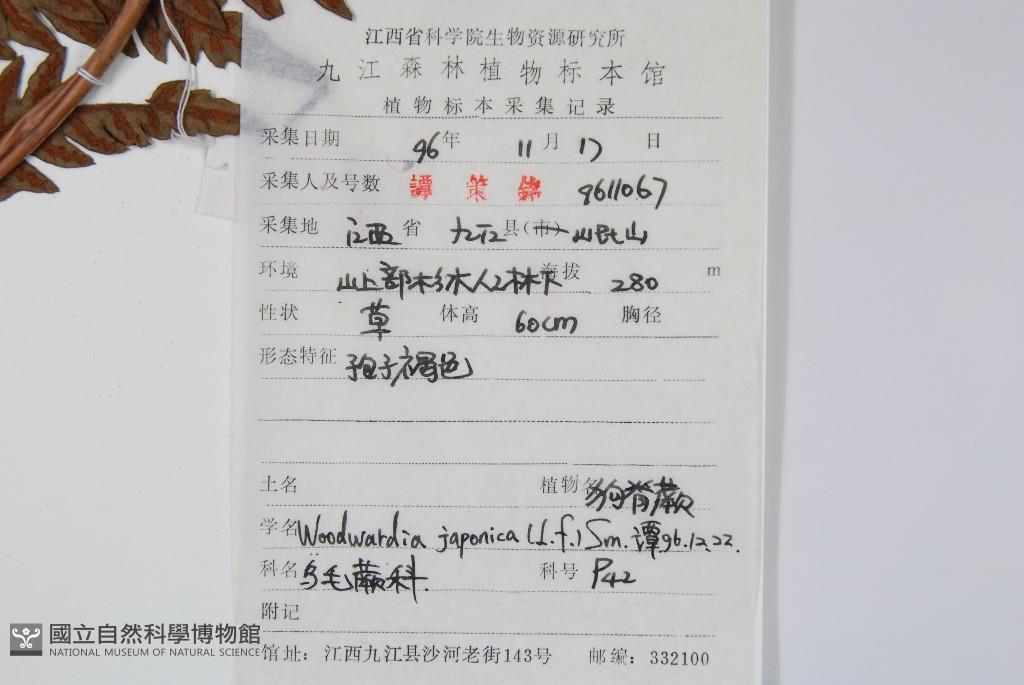 江西省科学院生物资源研究所
九江森林植物标本馆
植物标本采集记录
采集日期 96年 11月 17日
采集人及号数 譚策銘 9611067
采集地 江西省 九江县(市) 山昆山
环境 山上部杉木人工林下 海拔 280 m
性状 草 体高 60cm 胸径
形态特征 孢子褐色
土名 植物名 狗脊蕨
学名 Woodwardia japonica (L.f.) Sm. 譚96.12.22.
科名 乌毛蕨科. 科号 P42
附记
馆址: 江西九江县沙河老街143号 邮编: 332100
國立自然科學博物館
NATIONAL MUSEUM OF NATURAL SCIENCE